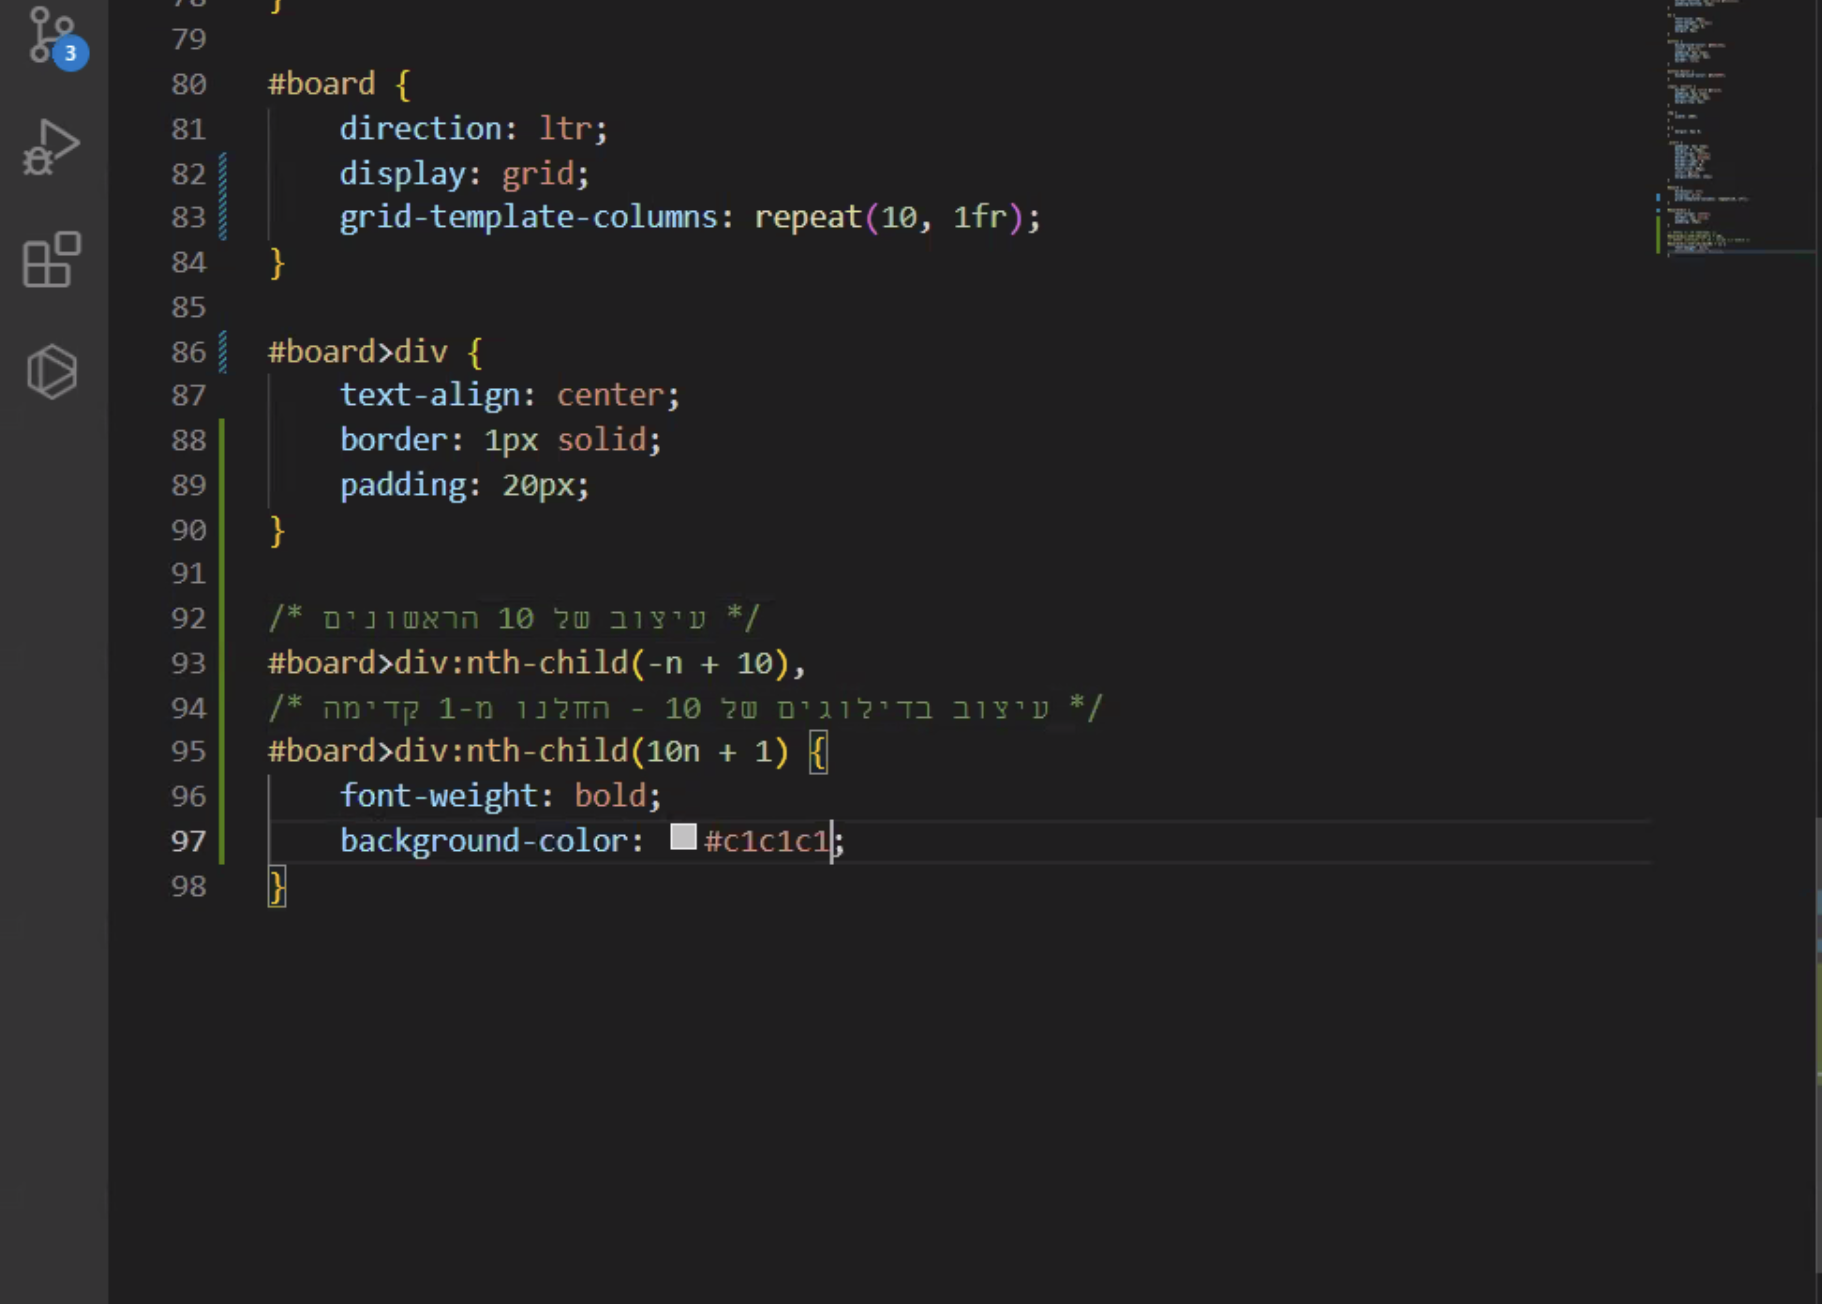 3
78 }
79
80 #board {
81 direction: ltr;
82 display: grid;
83 grid-template-columns: repeat(10, 1fr);
84 }
85
86 #board>div {
87 text-align: center;
88 border: 1px solid;
89 padding: 20px;
90 }
91
92 /* עיצוב של 10 הראשונים */
93 #board>div:nth-child(-n + 10),
94 /* עיצוב בדילוגים של 10 - החלנו מ-1 קדימה */
95 #board>div:nth-child(10n + 1) {
96 font-weight: bold;
97 background-color: #c1c1c1;
98 }